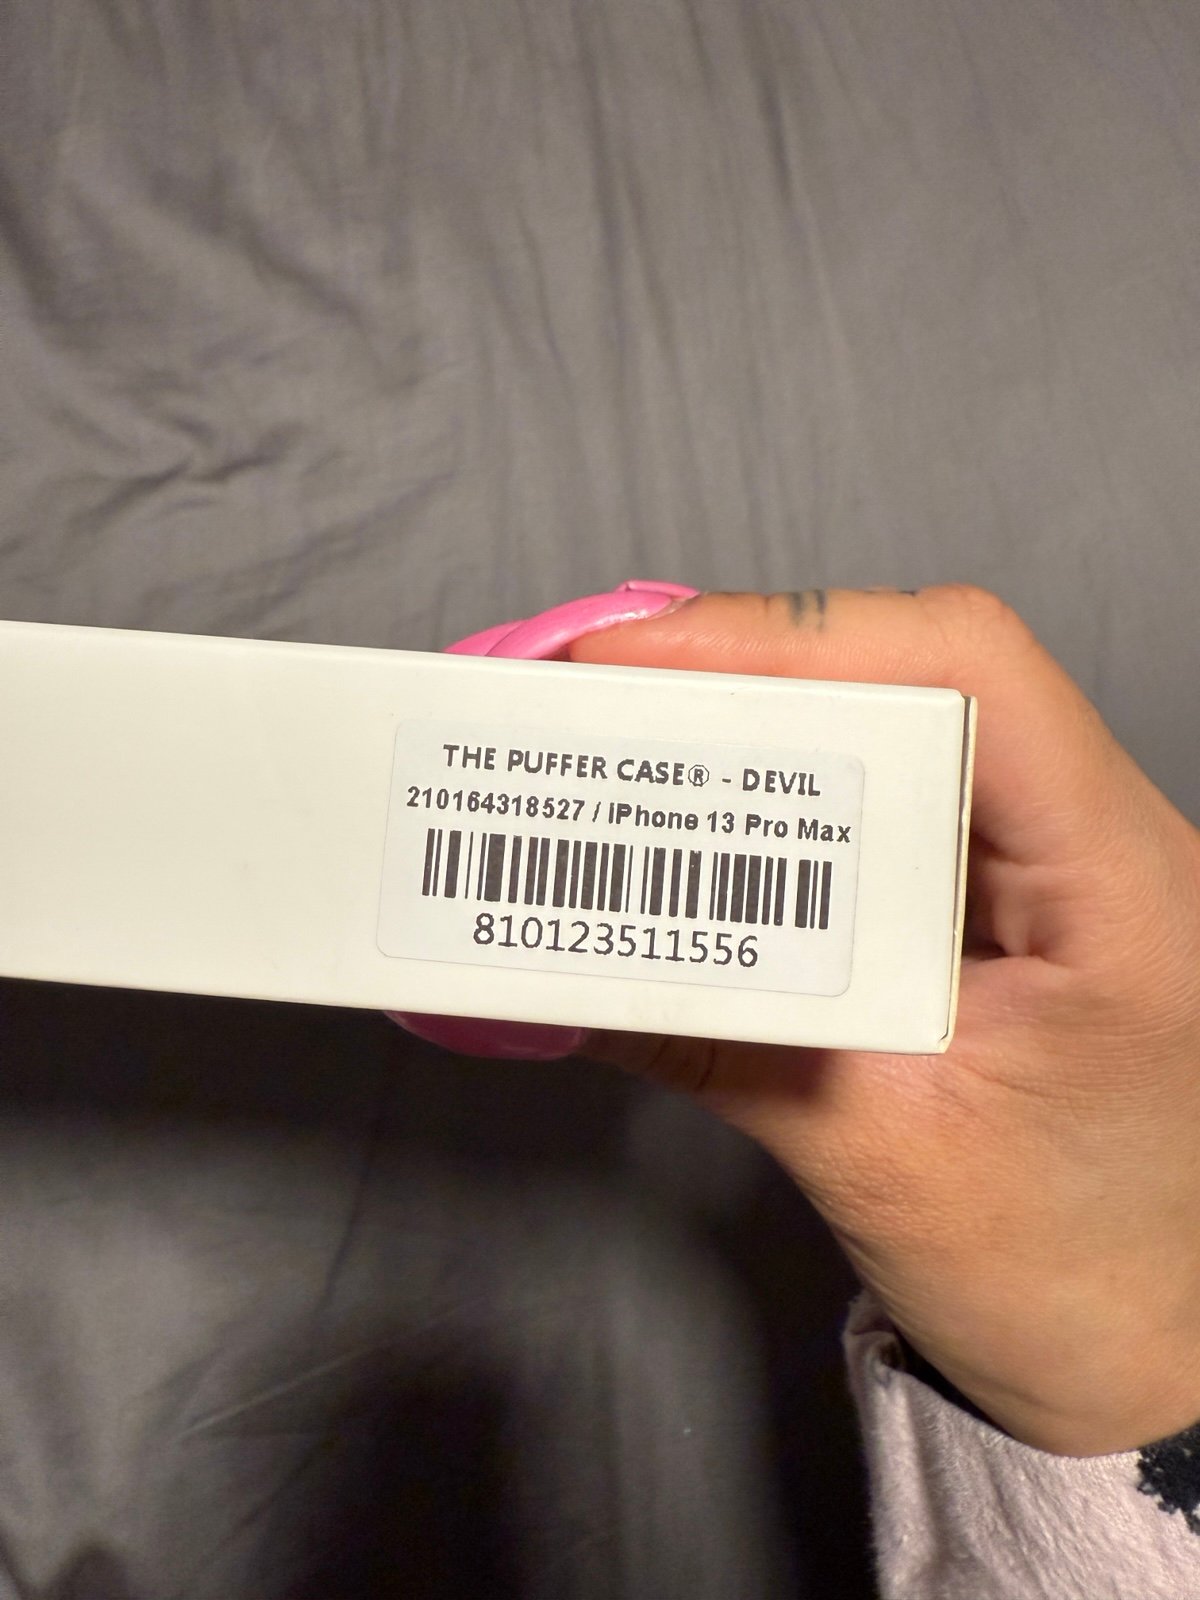 THE PUFFER CASE® - DEVIL
210164318527 / iPhone 13 Pro Max
810123511556